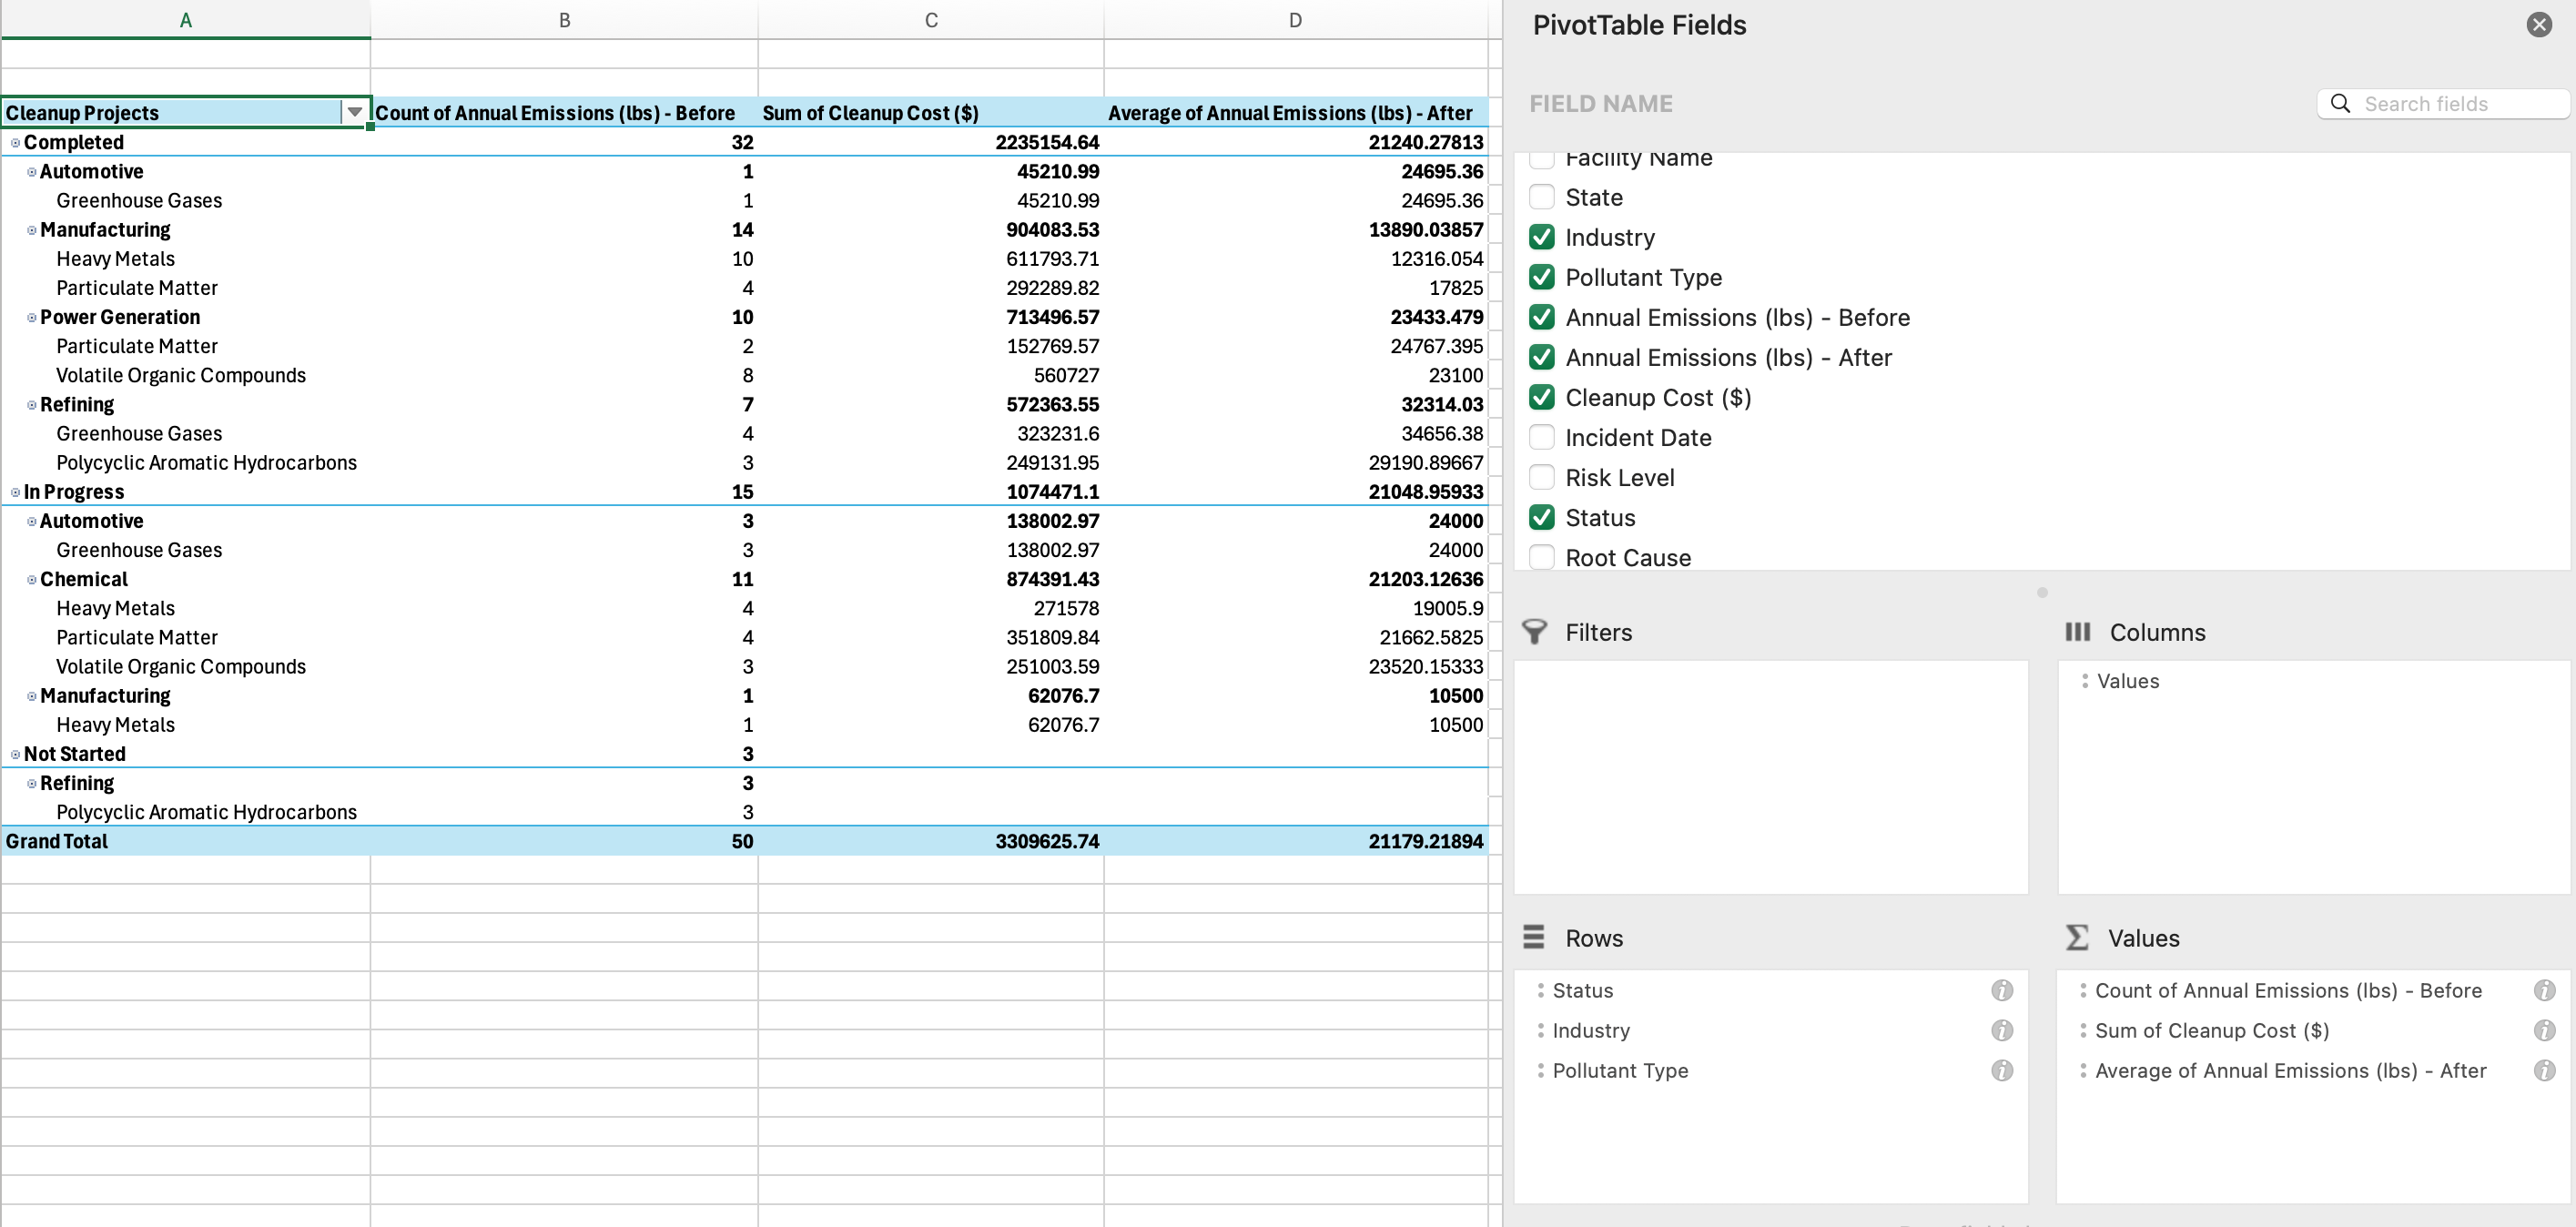 A B C D
Cleanup Projects Count of Annual Emissions (lbs) - Before Sum of Cleanup Cost ($) Average of Annual Emissions (lbs) - After
Completed 32 2235154.64 21240.27813
Automotive 1 45210.99 24695.36
Greenhouse Gases 1 45210.99 24695.36
Manufacturing 14 904083.53 13890.03857
Heavy Metals 10 611793.71 12316.054
Particulate Matter 4 292289.82 17825
Power Generation 10 713496.57 23433.479
Particulate Matter 2 152769.57 24767.395
Volatile Organic Compounds 8 560727 23100
Refining 7 572363.55 32314.03
Greenhouse Gases 4 323231.6 34656.38
Polycyclic Aromatic Hydrocarbons 3 249131.95 29190.89667
In Progress 15 1074471.1 21048.95933
Automotive 3 138002.97 24000
Greenhouse Gases 3 138002.97 24000
Chemical 11 874391.43 21203.12636
Heavy Metals 4 271578 19005.9
Particulate Matter 4 351809.84 21662.5825
Volatile Organic Compounds 3 251003.59 23520.15333
Manufacturing 1 62076.7 10500
Heavy Metals 1 62076.7 10500
Not Started 3
Refining 3
Polycyclic Aromatic Hydrocarbons 3
Grand Total 50 3309625.74 21179.21894
PivotTable Fields
FIELD NAME
Search fields
Facility Name
State
Industry
Pollutant Type
Annual Emissions (lbs) - Before
Annual Emissions (lbs) - After
Cleanup Cost ($)
Incident Date
Risk Level
Status
Root Cause
Filters
Columns
Values
Rows
Status
Industry
Pollutant Type
Values
Count of Annual Emissions (lbs) - Before
Sum of Cleanup Cost ($)
Average of Annual Emissions (lbs) - After